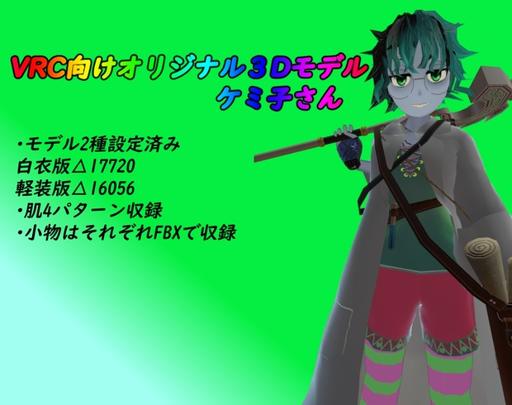 VRC向けオリジナル３Dモデル
ケミ子さん
・モデル2種設定済み
白衣版△17720
軽装版△16056
・肌4パターン収録
・小物はそれぞれFBXで収録